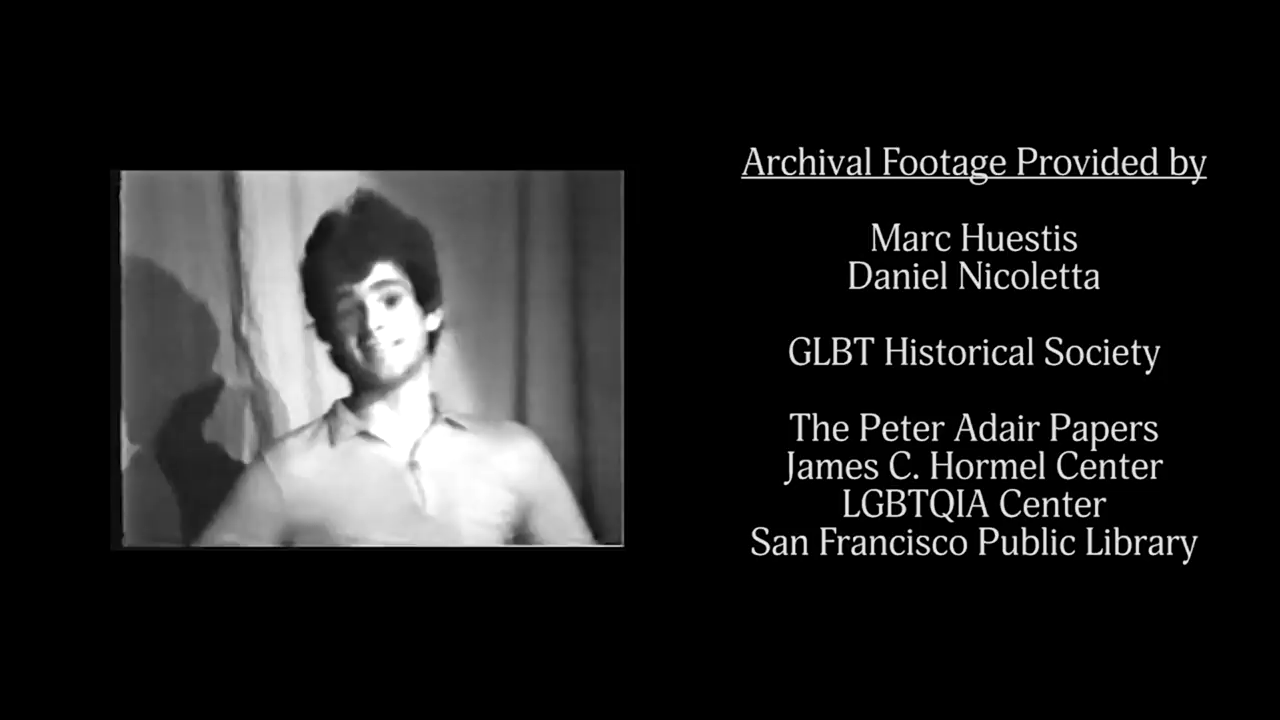 Archival Footage Provided by
Marc Huestis
Daniel Nicoletta
GLBT Historical Society
The Peter Adair Papers
James C. Hormel Center
LGBTQIA Center
San Francisco Public Library